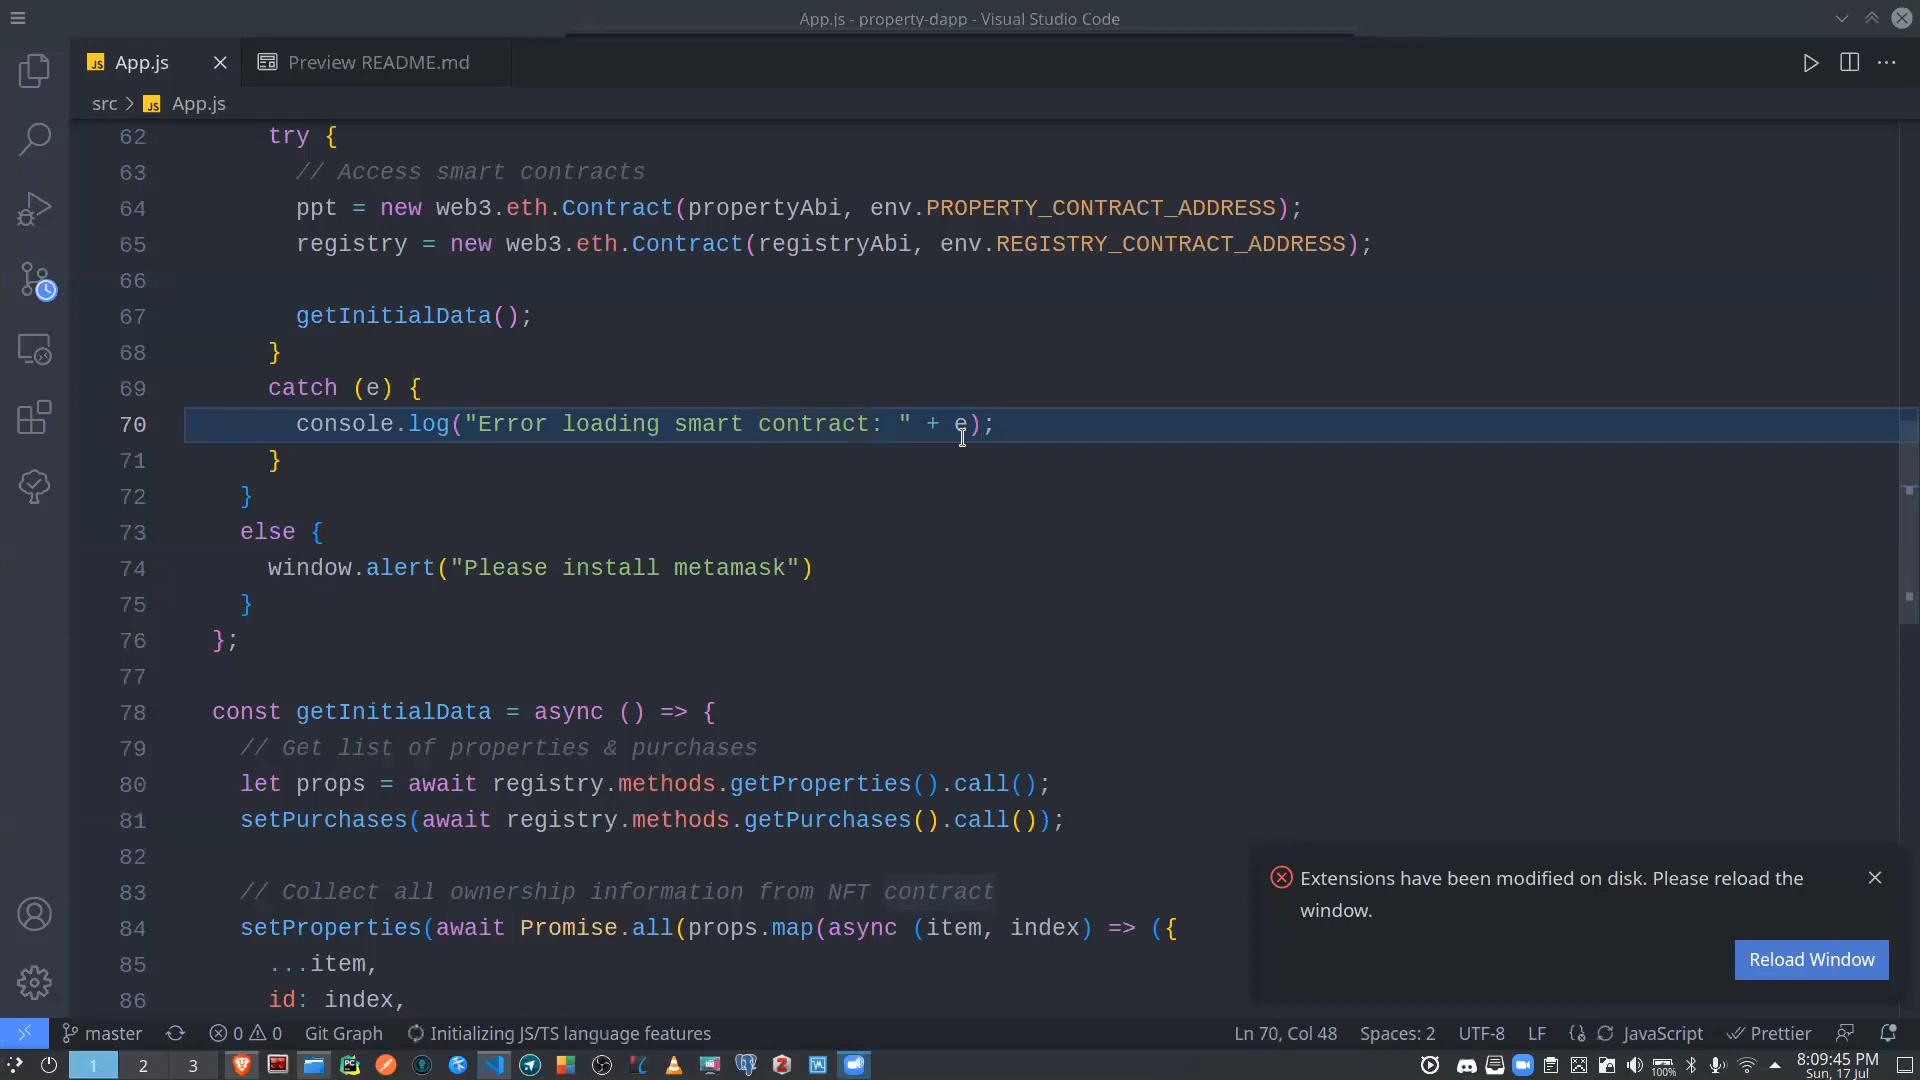 App.js - property-dapp - Visual Studio Code
App.js
Preview README.md
src > App.js
62 try {
63 // Access smart contracts
64 ppt = new web3.eth.Contract(propertyAbi, env.PROPERTY_CONTRACT_ADDRESS);
65 registry = new web3.eth.Contract(registryAbi, env.REGISTRY_CONTRACT_ADDRESS);
66
67 getInitialData();
68 }
69 catch (e) {
70 console.log("Error loading smart contract: " + e);
71 }
72 }
73 else {
74 window.alert("Please install metamask")
75 }
76 };
77
78 const getInitialData = async () => {
79 // Get list of properties & purchases
80 let props = await registry.methods.getProperties().call();
81 setPurchases(await registry.methods.getPurchases().call());
82
83 // Collect all ownership information from NFT contract
84 setProperties(await Promise.all(props.map(async (item, index) => ({
85 ...item,
86 id: index,
Extensions have been modified on disk. Please reload the
window.
Reload Window
master
0
0
Git Graph
Initializing JS/TS language features
Ln 70, Col 48
Spaces: 2
UTF-8
LF
JavaScript
Prettier
1
2
3
100%
8:09:45 PM
Sun, 17 Jul